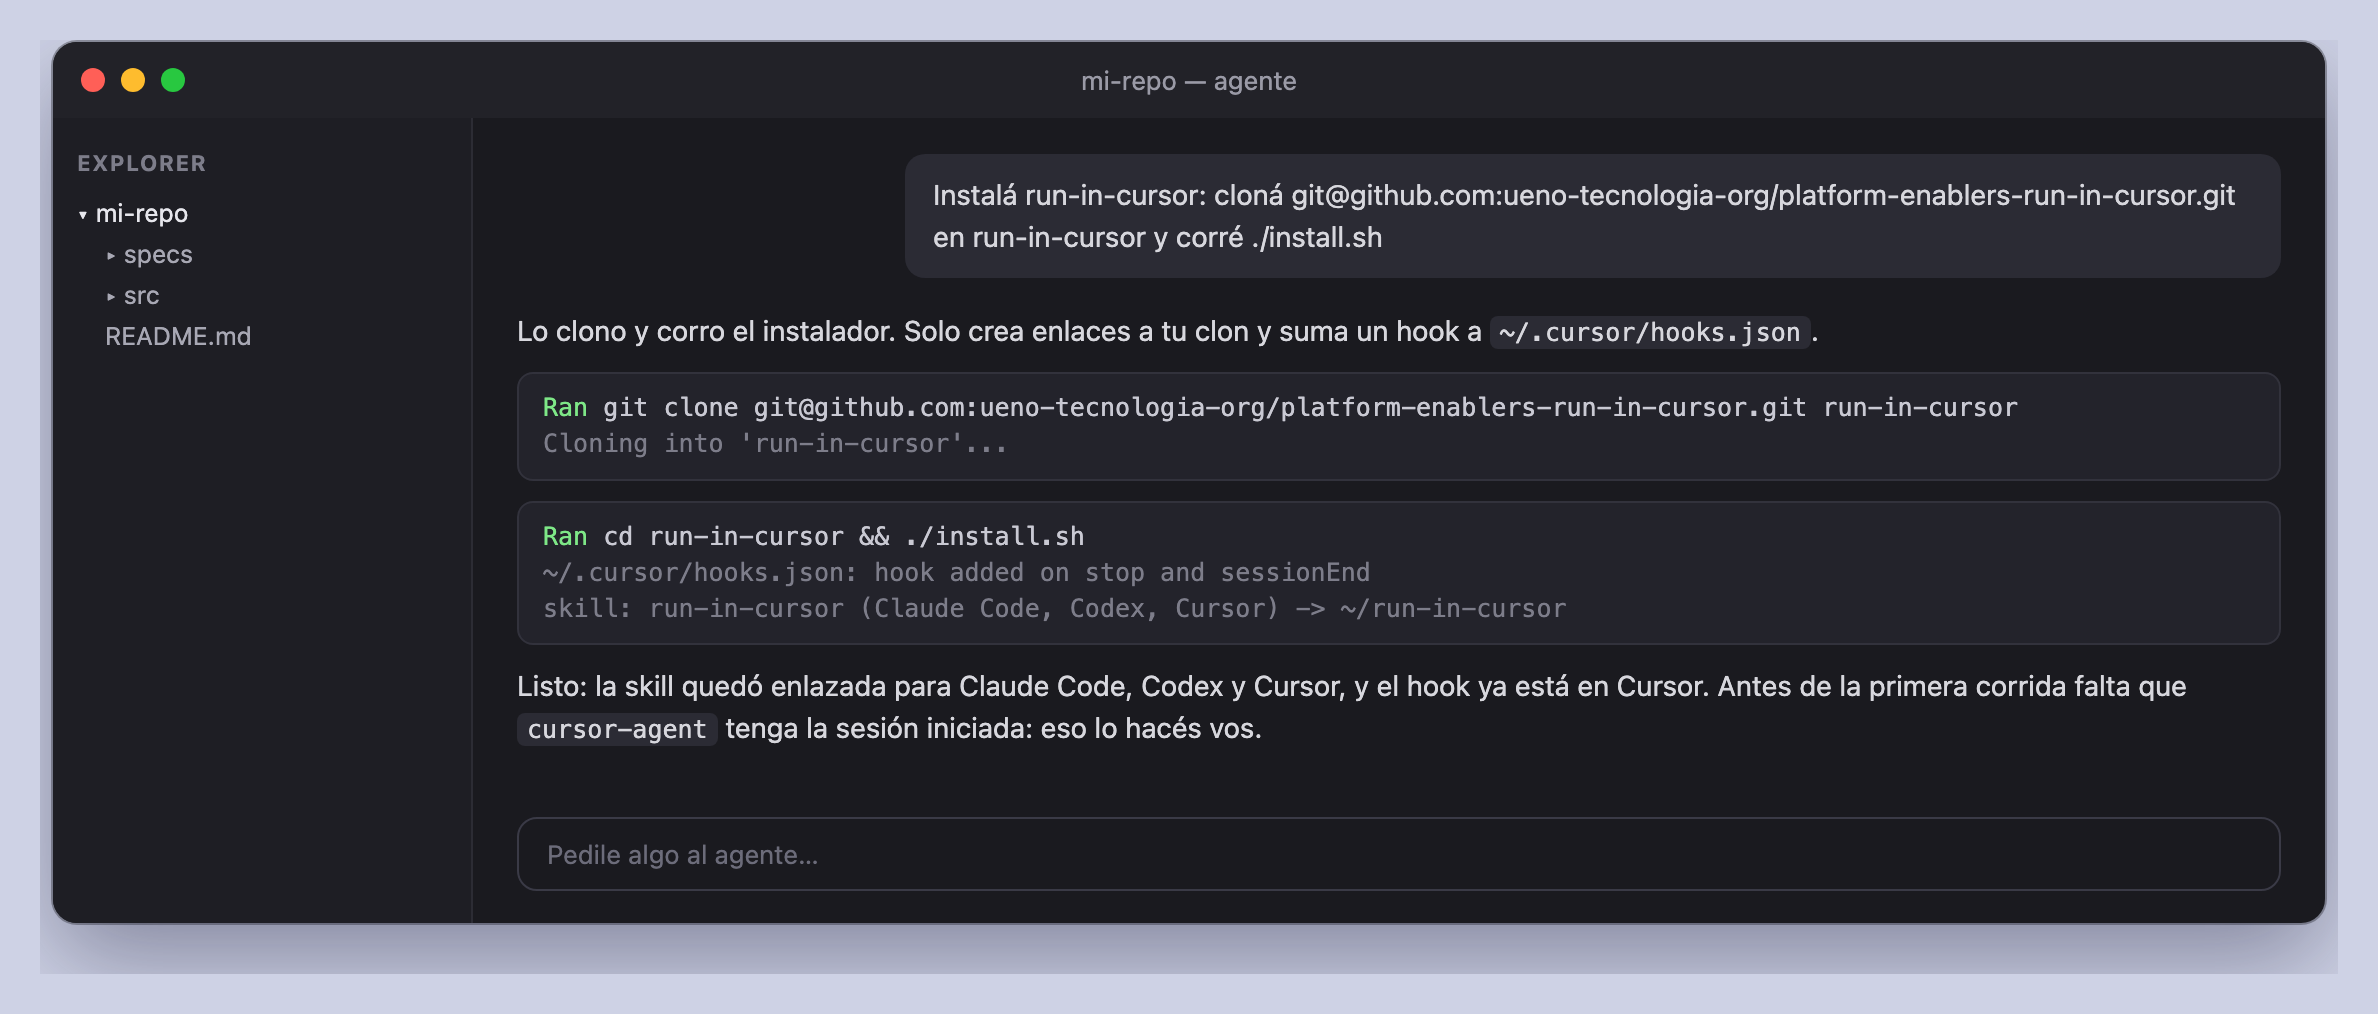 mi-repo — agente
EXPLORER
mi-repo
specs
src
README.md
Instalá run-in-cursor: cloná git@github.com:ueno-tecnologia-org/platform-enablers-run-in-cursor.git
en run-in-cursor y corré ./install.sh
Lo clono y corro el instalador. Solo crea enlaces a tu clon y suma un hook a ~/.cursor/hooks.json.
Ran git clone git@github.com:ueno-tecnologia-org/platform-enablers-run-in-cursor.git run-in-cursor
Cloning into 'run-in-cursor'...
Ran cd run-in-cursor && ./install.sh
~/.cursor/hooks.json: hook added on stop and sessionEnd
skill: run-in-cursor (Claude Code, Codex, Cursor) -> ~/run-in-cursor
Listo: la skill quedó enlazada para Claude Code, Codex y Cursor, y el hook ya está en Cursor. Antes de la primera corrida falta que
cursor-agent tenga la sesión iniciada: eso lo hacés vos.
Pedile algo al agente...